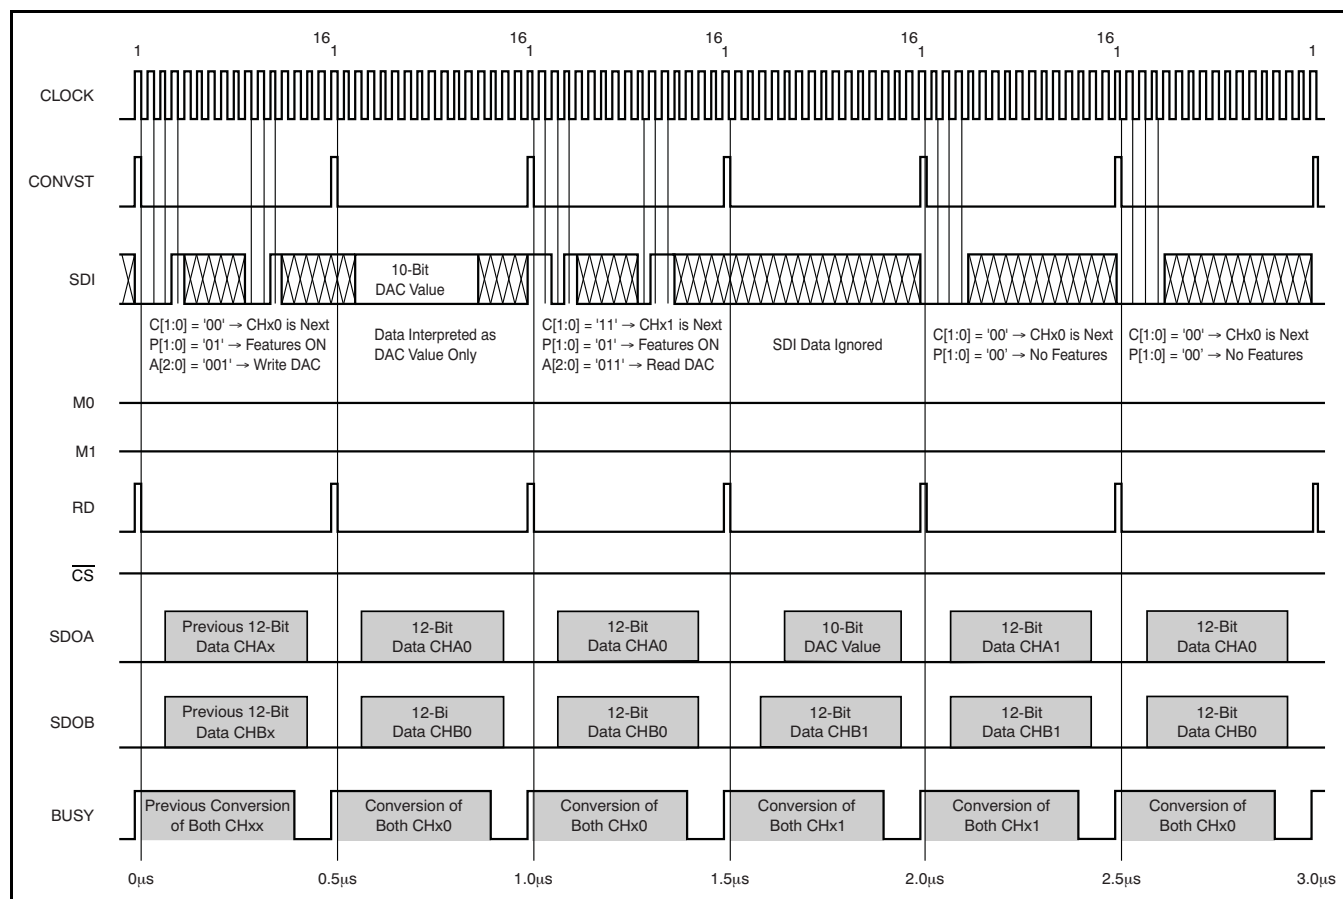 16 16 16 16 16
1 1 1 1 1 1 1
CLOCK
CONVST
SDI
10-Bit
DAC Value
C[1:0] = '00' → CHx0 is Next
P[1:0] = '01' → Features ON
A[2:0] = '001' → Write DAC
Data Interpreted as
DAC Value Only
C[1:0] = '11' → CHx1 is Next
P[1:0] = '01' → Features ON
A[2:0] = '011' → Read DAC
SDI Data Ignored
C[1:0] = '00' → CHx0 is Next
P[1:0] = '00' → No Features
C[1:0] = '00' → CHx0 is Next
P[1:0] = '00' → No Features
M0
M1
RD
CS
SDOA
Previous 12-Bit
Data CHAx
12-Bit
Data CHA0
12-Bit
Data CHA0
10-Bit
DAC Value
12-Bit
Data CHA1
12-Bit
Data CHA0
SDOB
Previous 12-Bit
Data CHBx
12-Bi
Data CHB0
12-Bit
Data CHB0
12-Bit
Data CHB1
12-Bit
Data CHB1
12-Bit
Data CHB0
BUSY
Previous Conversion
of Both CHxx
Conversion of
Both CHx0
Conversion of
Both CHx0
Conversion of
Both CHx1
Conversion of
Both CHx1
Conversion of
Both CHx0
0µs 0.5µs 1.0µs 1.5µs 2.0µs 2.5µs 3.0µs